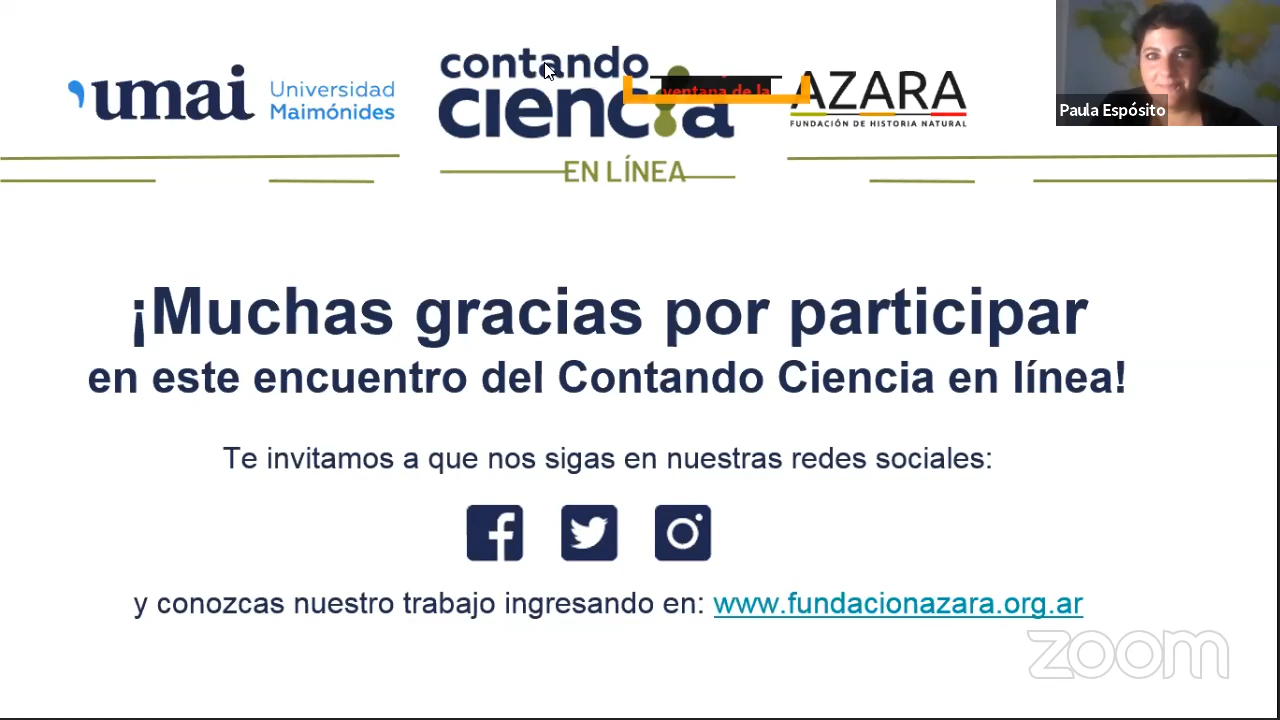 umai
Universidad
Maimónides
contando
ciencia
EN LÍNEA
ventana de la
AZARA
FUNDACIÓN DE HISTORIA NATURAL
Paula Espósito
¡Muchas gracias por participar
en este encuentro del Contando Ciencia en línea!
Te invitamos a que nos sigas en nuestras redes sociales:
y conozcas nuestro trabajo ingresando en: www.fundacionazara.org.ar
zoom